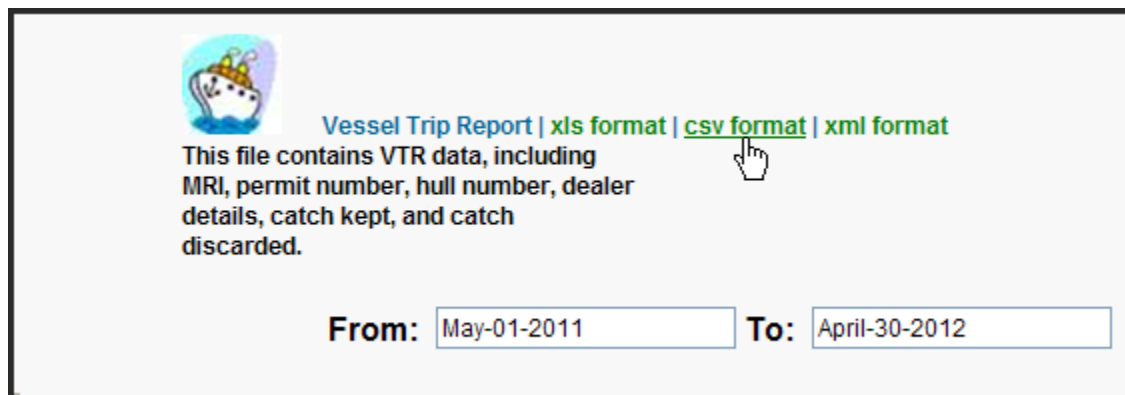 Vessel Trip Report | xls format | csv format | xml format
This file contains VTR data, including
MRI, permit number, hull number, dealer
details, catch kept, and catch
discarded.
From: May-01-2011 To: April-30-2012